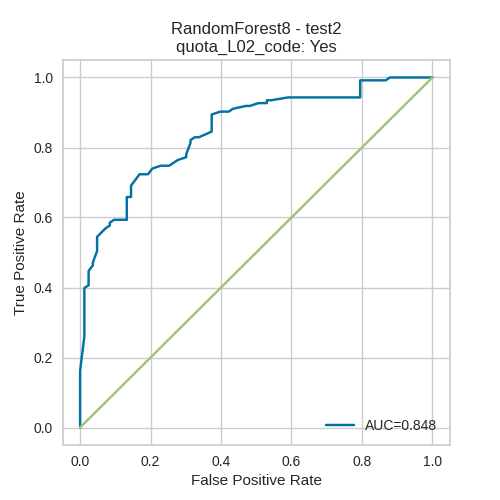 RandomForest8 - test2
quota_L02_code: Yes
1.0
0.8
0.6
0.4
0.2
0.0
True Positive Rate
0.0 0.2 0.4 0.6 0.8 1.0
False Positive Rate
AUC=0.848